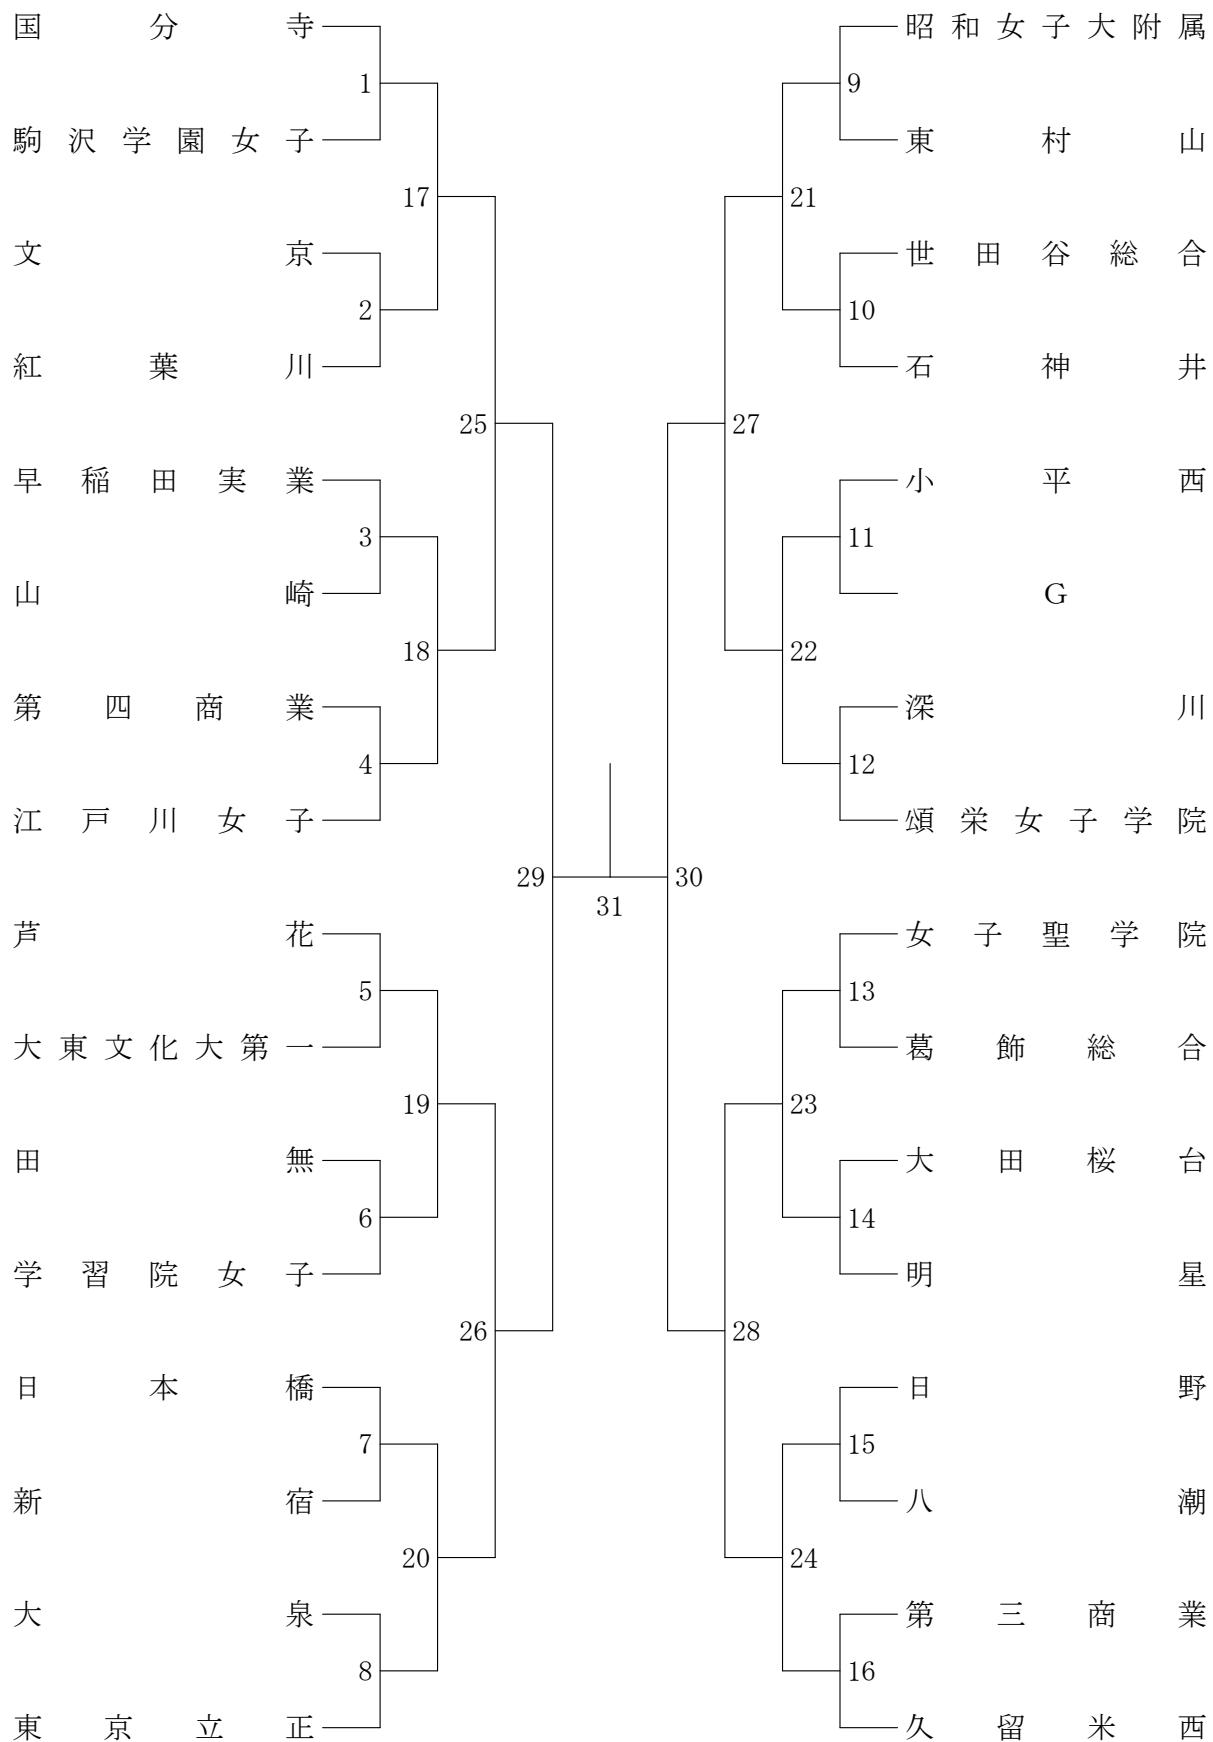 国分寺
1
駒沢学園女子
17
文京
2
紅葉川
25
早稲田実業
3
山崎
18
第四商業
4
江戸川女子
29
芦花
5
大東文化大第一
19
田無
6
学習院女子
26
日本橋
7
新宿
20
大泉
8
東京立正
31
昭和女子大附属
9
東村山
21
世田谷総合
10
石神井
27
小平西
11
G
22
深川
12
頌栄女子学院
30
女子聖学院
13
葛飾総合
23
大田桜台
14
明星
28
日野
15
八潮
24
第三商業
16
久留米西